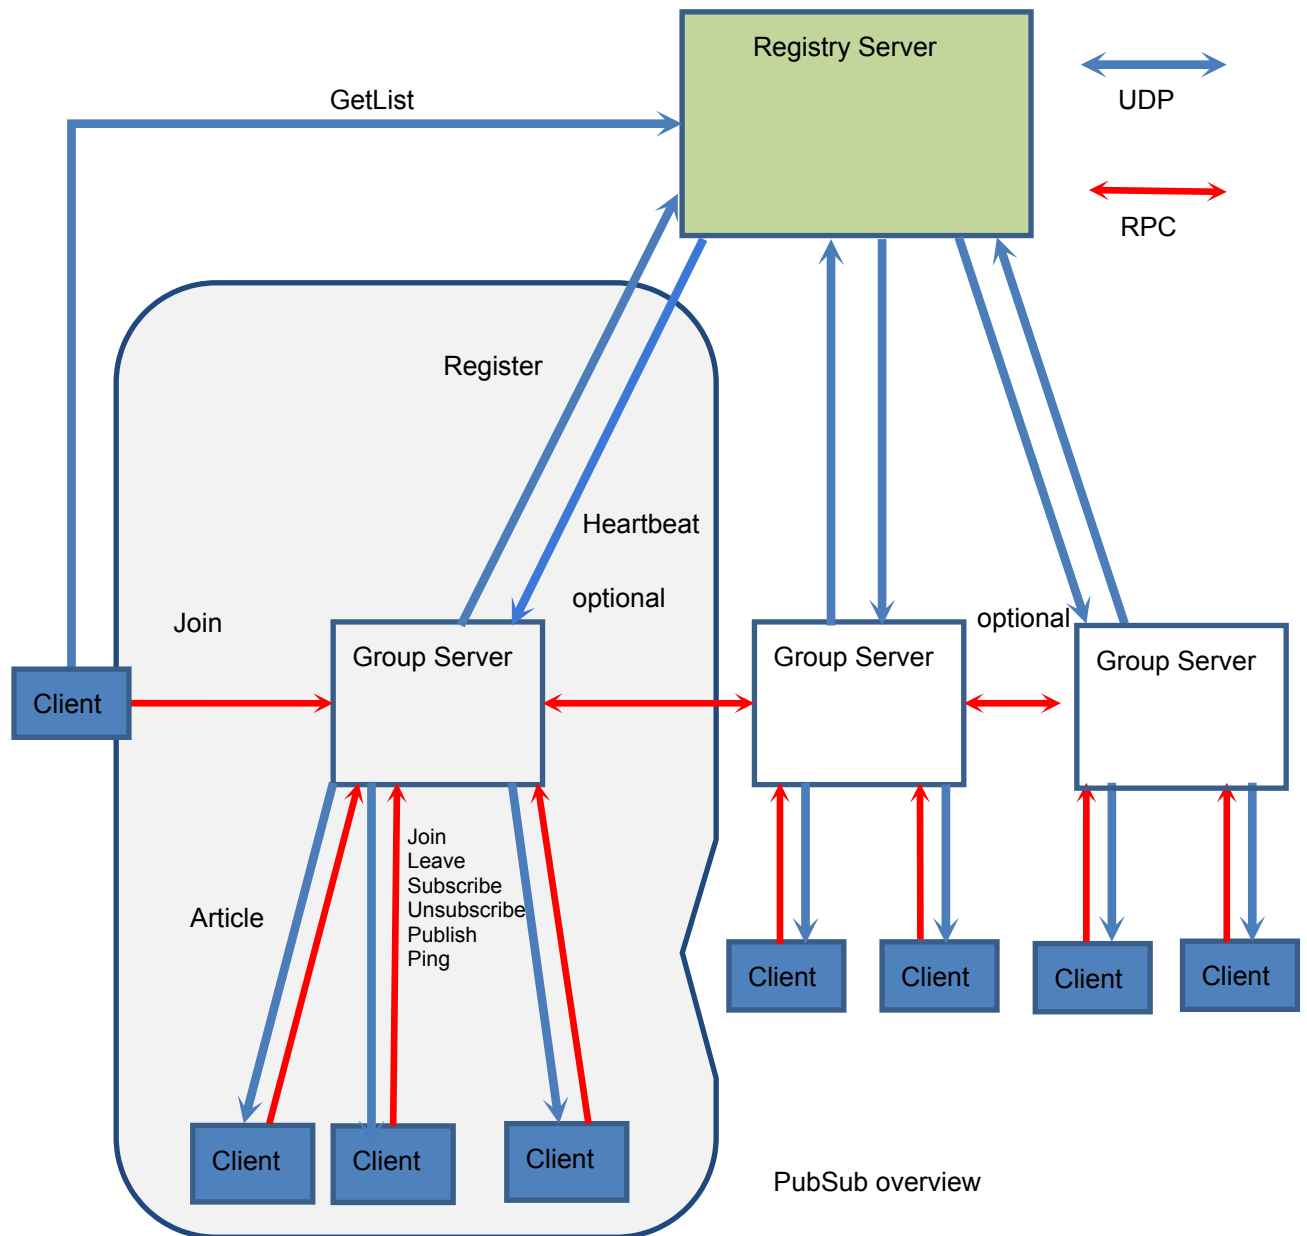 Registry Server
GetList
UDP
RPC
Register
Heartbeat
optional
Join
optional
Group Server
Group Server
Group Server
Client
Join
Leave
Subscribe
Unsubscribe
Publish
Ping
Article
Client
Client
Client
Client
Client
Client
Client
PubSub overview